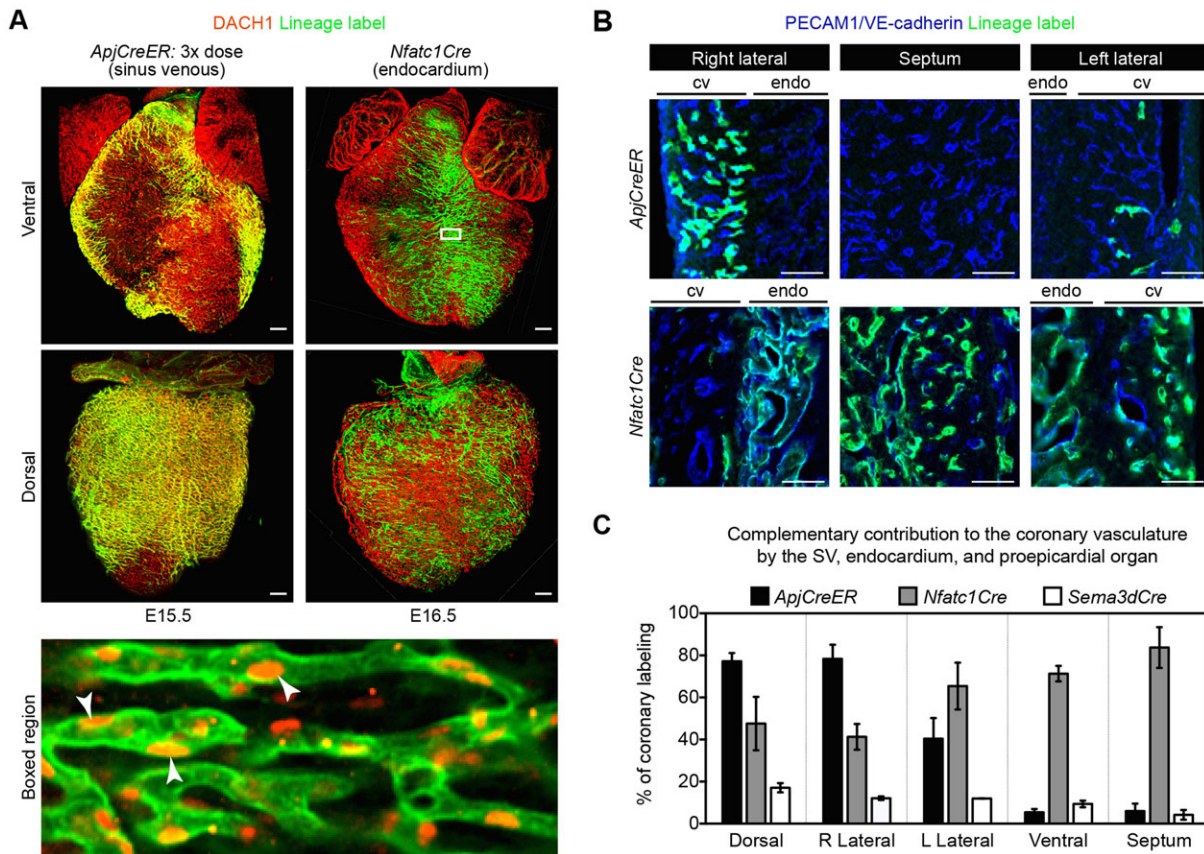 A
DACH1 Lineage label
ApjCreER: 3x dose
(sinus venous)
Nfatc1Cre
(endocardium)
Ventral
Dorsal
E15.5
E16.5
Boxed region
B
PECAM1/VE-cadherin Lineage label
Right lateral
Septum
Left lateral
cv
endo
endo
cv
ApjCreER
cv
endo
endo
cv
Nfatc1Cre
C
Complementary contribution to the coronary vasculature
by the SV, endocardium, and proepicardial organ
ApjCreER
Nfatc1Cre
Sema3dCre
% of coronary labeling
100
80
60
40
20
0
Dorsal
R Lateral
L Lateral
Ventral
Septum